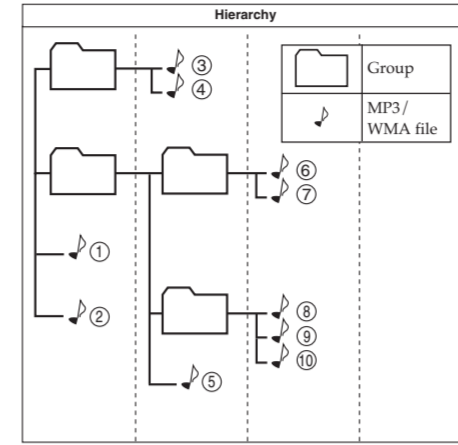 Hierarchy
③
④
Group
MP3/
WMA file
⑥
⑦
①
②
⑧
⑨
⑩
⑤